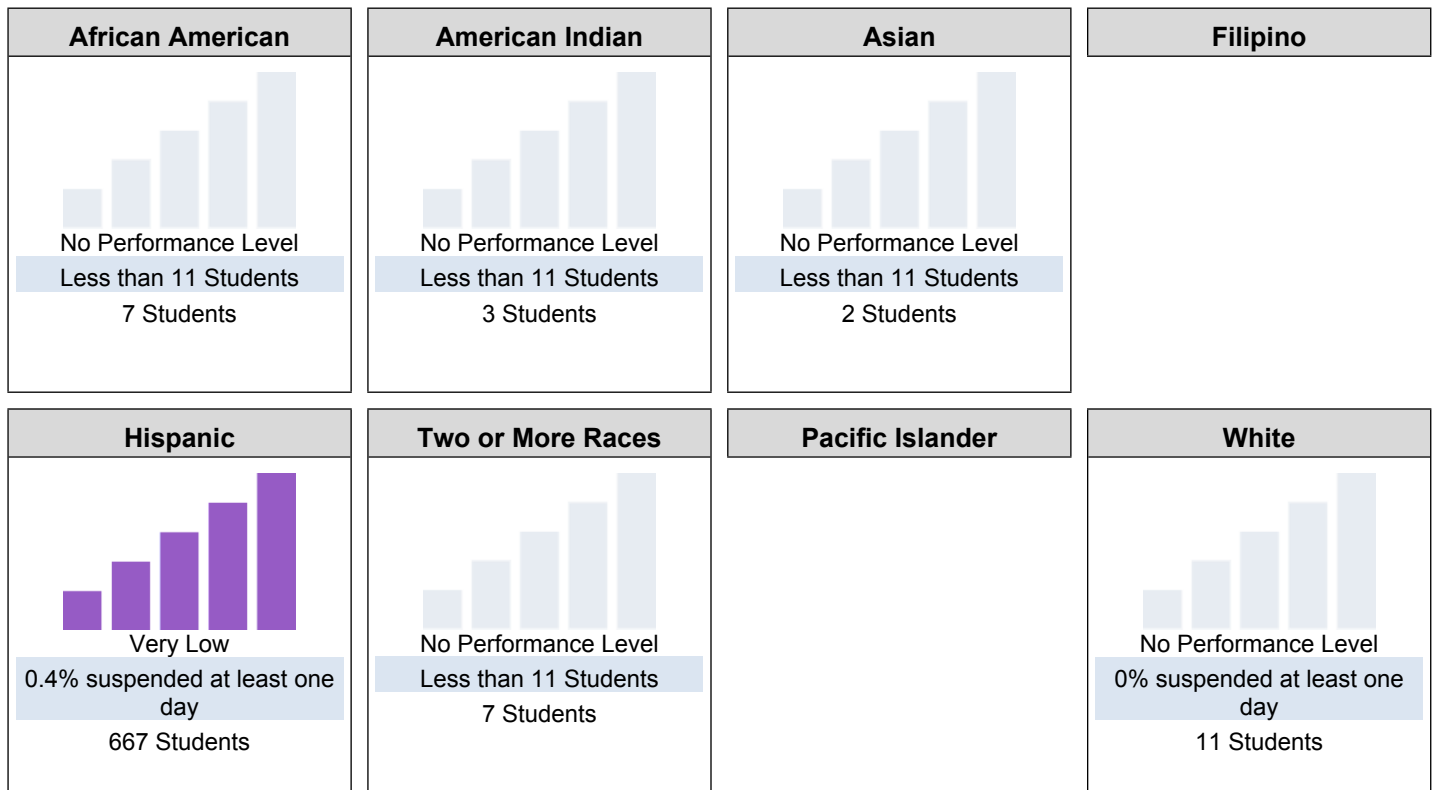 African American
No Performance Level
Less than 11 Students
7 Students
American Indian
No Performance Level
Less than 11 Students
3 Students
Asian
No Performance Level
Less than 11 Students
2 Students
Filipino
Hispanic
Very Low
0.4% suspended at least one
day
667 Students
Two or More Races
No Performance Level
Less than 11 Students
7 Students
Pacific Islander
White
No Performance Level
0% suspended at least one
day
11 Students